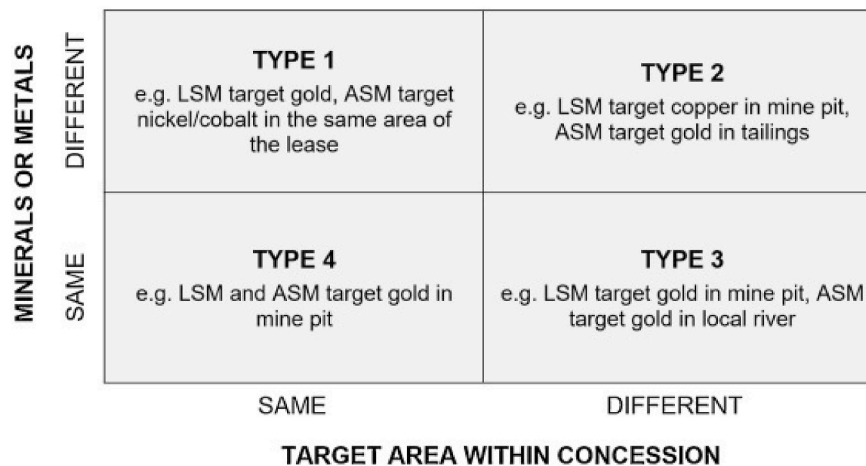 MINERALS OR METALS
DIFFERENT
TYPE 1
e.g. LSM target gold, ASM target
nickel/cobalt in the same area of
the lease
TYPE 2
e.g. LSM target copper in mine pit,
ASM target gold in tailings
SAME
TYPE 4
e.g. LSM and ASM target gold in
mine pit
TYPE 3
e.g. LSM target gold in mine pit, ASM
target gold in local river
SAME
DIFFERENT
TARGET AREA WITHIN CONCESSION